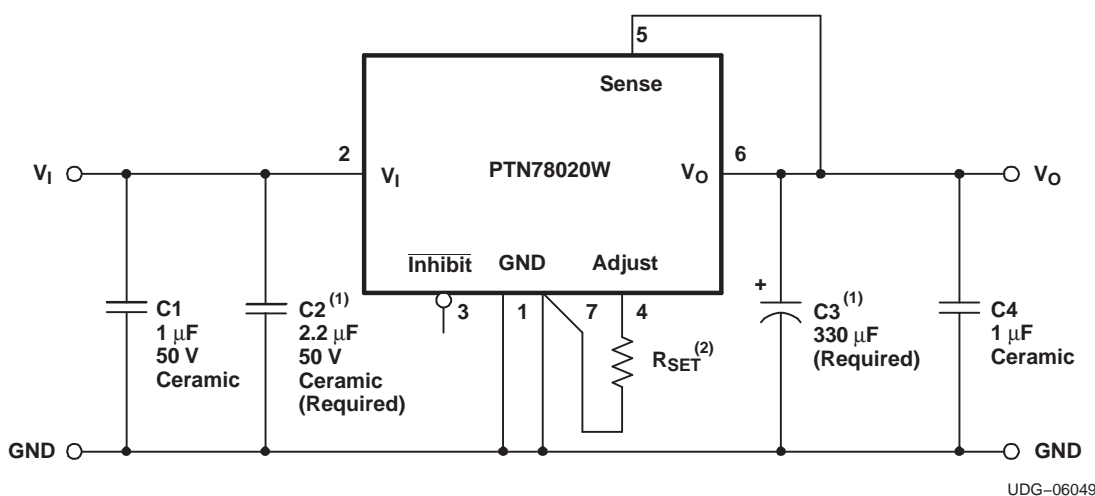 5
Sense
2
PTN78020W
6
V_I
V_I
V_O
V_O
Inhibit
GND
Adjust
3
1
7
4
C1
1 μF
50 V
Ceramic
C2(1)
2.2 μF
50 V
Ceramic
(Required)
R_SET(2)
+
C3(1)
330 μF
(Required)
C4
1 μF
Ceramic
GND
GND
UDG–06049